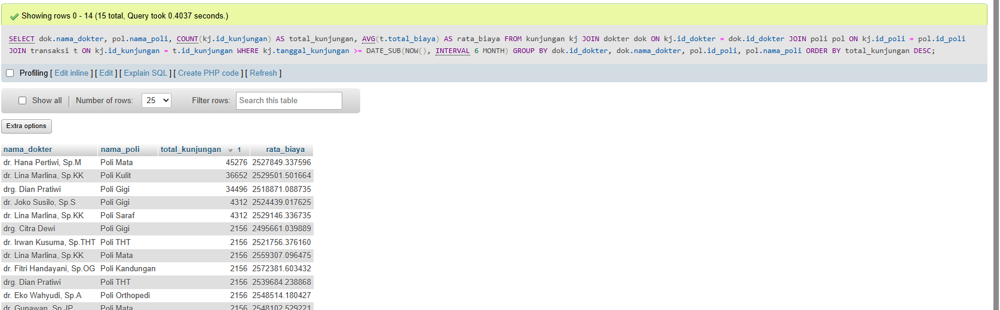 Showing rows 0 - 14 (15 total, Query took 0.4037 seconds.)
SELECT dok.nama_dokter, pol.nama_poli, COUNT(kj.id_kunjungan) AS total_kunjungan, AVG(t.total_biaya) AS rata_biaya FROM kunjungan kj JOIN dokter dok ON kj.id_dokter = dok.id_dokter JOIN poli pol ON kj.id_poli = pol.id_poli
JOIN transaksi t ON kj.id_kunjungan = t.id_kunjungan WHERE kj.tanggal_kunjungan >= DATE_SUB(NOW(), INTERVAL 6 MONTH) GROUP BY dok.id_dokter, dok.nama_dokter, pol.id_poli, pol.nama_poli ORDER BY total_kunjungan DESC;
Profiling [ Edit inline ] [ Edit ] [ Explain SQL ] [ Create PHP code ] [ Refresh ]
Show all Number of rows: 25 Filter rows: Search this table
Extra options
nama_dokter nama_poli total_kunjungan 1 rata_biaya
dr. Hana Pertiwi, Sp.M Poli Mata 45276 2527849.337596
dr. Lina Marlina, Sp.KK Poli Kulit 36652 2529501.501664
drg. Dian Pratiwi Poli Gigi 34496 2518871.088735
dr. Joko Susilo, Sp.S Poli Gigi 4312 2524439.017625
dr. Lina Marlina, Sp.KK Poli Saraf 4312 2529146.336735
drg. Citra Dewi Poli Gigi 2156 2495661.039889
dr. Irwan Kusuma, Sp.THT Poli THT 2156 2521756.376160
dr. Lina Marlina, Sp.KK Poli Mata 2156 2559307.096475
dr. Fitri Handayani, Sp.OG Poli Kandungan 2156 2572381.603432
drg. Dian Pratiwi Poli THT 2156 2539684.238868
dr. Eko Wahyudi, Sp.A Poli Orthopedi 2156 2548514.180427
dr. Gunawan, Sp.JP Poli Mata 2156 2548102.529221